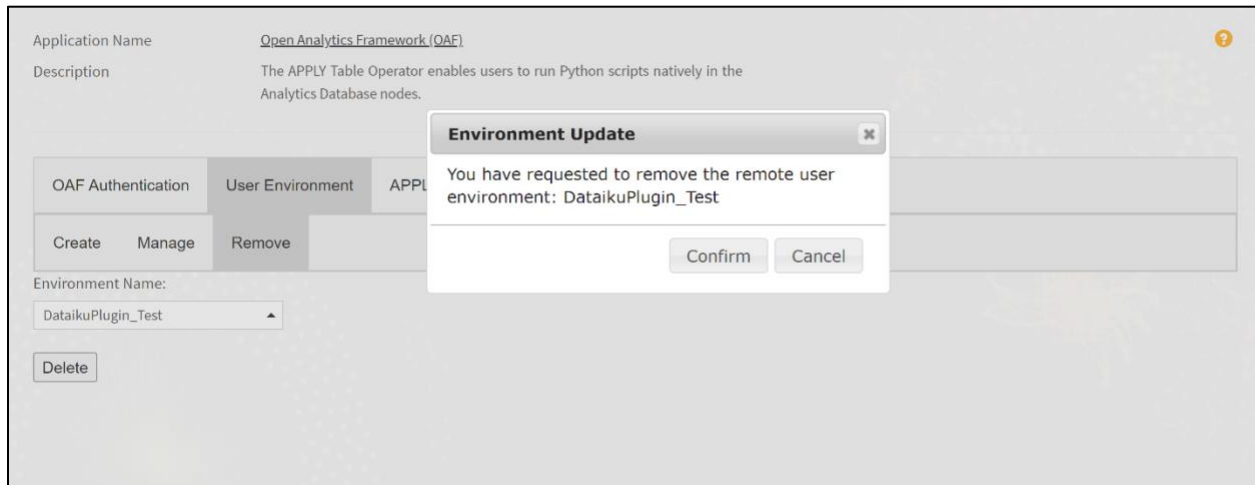 Application Name
Open Analytics Framework (OAF)
?
Description
The APPLY Table Operator enables users to run Python scripts natively in the
Analytics Database nodes.
Environment Update
You have requested to remove the remote user
environment: DataikuPlugin_Test
Confirm
Cancel
OAF Authentication
User Environment
APPL
Create
Manage
Remove
Environment Name:
DataikuPlugin_Test
Delete